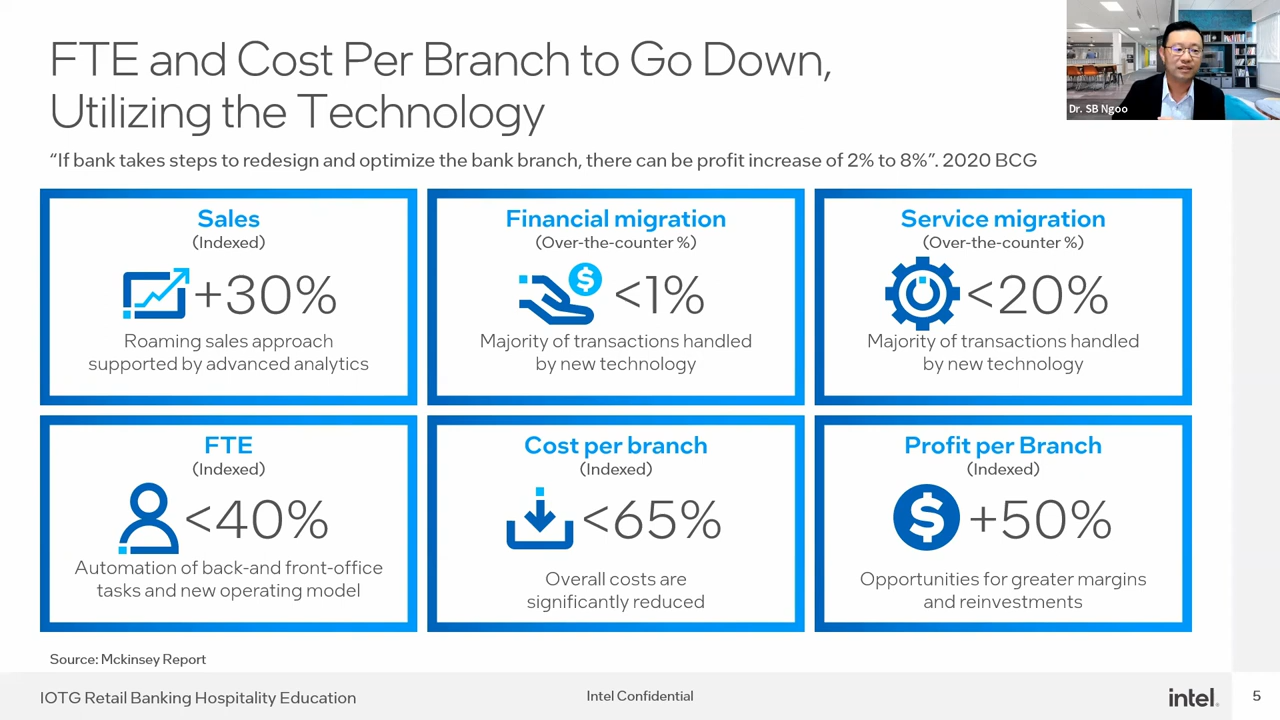 FTE and Cost Per Branch to Go Down,
Utilizing the Technology
Dr. SB Ngoo
“If bank takes steps to redesign and optimize the bank branch, there can be profit increase of 2% to 8%”. 2020 BCG
Sales
(Indexed)
+30%
Roaming sales approach
supported by advanced analytics
Financial migration
(Over-the-counter %)
$
<1%
Majority of transactions handled
by new technology
Service migration
(Over-the-counter %)
<20%
Majority of transactions handled
by new technology
FTE
(Indexed)
<40%
Automation of back-and front-office
tasks and new operating model
Cost per branch
(Indexed)
<65%
Overall costs are
significantly reduced
Profit per Branch
(Indexed)
$
+50%
Opportunities for greater margins
and reinvestments
Source: Mckinsey Report
IOTG Retail Banking Hospitality Education
Intel Confidential
intel.
5